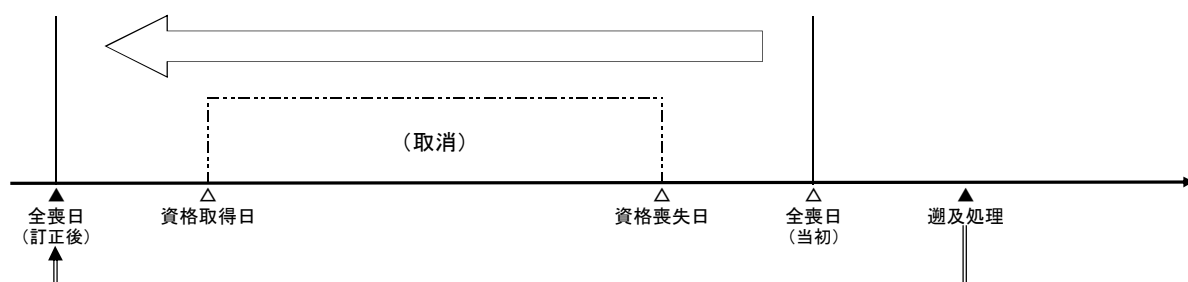 （取消）
全喪日
（訂正後）
資格取得日
資格喪失日
全喪日
（当初）
遡及処理